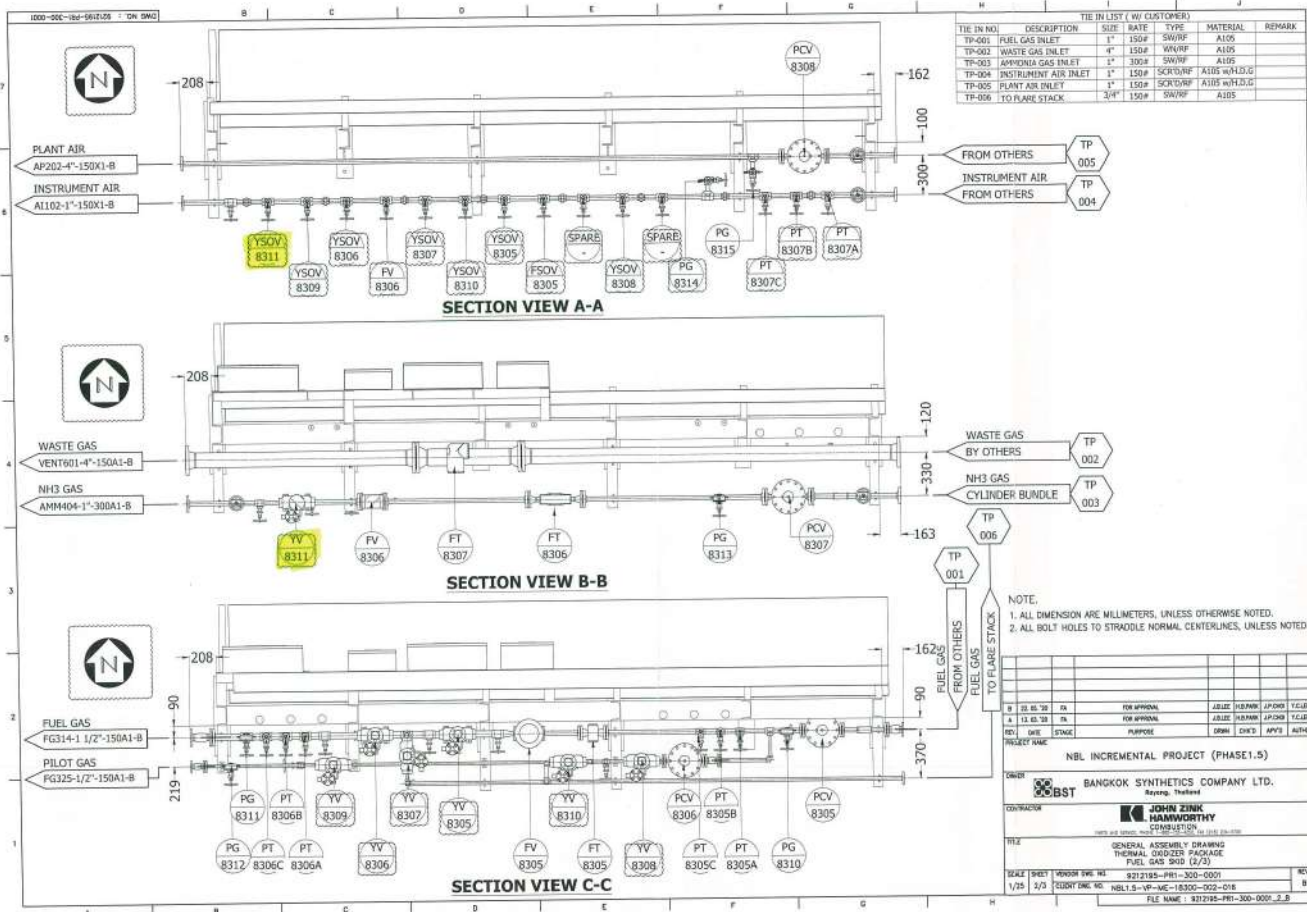 DWG NO. : 9212195-PR1-300-0001
B C D E F G H J
TIE IN LIST ( W/ CUSTOMER)
TIE IN NO. DESCRIPTION SIZE RATE TYPE MATERIAL REMARK
TP-001 FUEL GAS INLET 1" 150# SW/RF A105
TP-002 WASTE GAS INLET 4" 150# WN/RF A105
TP-003 AMMONIA GAS INLET 1" 300# SW/RF A105
TP-004 INSTRUMENT AIR INLET 1" 150# SCR'D/RF A105 w/H.D.G
TP-005 PLANT AIR INLET 1" 150# SCR'D/RF A105 w/H.D.G
TP-006 TO FLARE STACK 3/4" 150# SW/RF A105
7
N
208
PCV 8308
162
100
300
PLANT AIR
AP202-4"-150X1-B
FROM OTHERS
TP 005
INSTRUMENT AIR
AI102-1"-150X1-B
INSTRUMENT AIR
FROM OTHERS
TP 004
6
YSOV 8311
YSOV 8309
YSOV 8306
FV 8306
YSOV 8307
YSOV 8310
YSOV 8305
FSOV 8305
SPARE -
YSOV 8308
SPARE -
PG 8314
PG 8315
PT 8307C
PT 8307B
PT 8307A
SECTION VIEW A-A
5
N
208
120
330
WASTE GAS
VENT601-4"-150A1-B
WASTE GAS
BY OTHERS
TP 002
4
NH3 GAS
AMM404-1"-300A1-B
NH3 GAS
CYLINDER BUNDLE
TP 003
YV 8311
FV 8306
FT 8307
FT 8306
PG 8313
PCV 8307
163
TP 006
TP 001
SECTION VIEW B-B
3
NOTE.
1. ALL DIMENSION ARE MILLIMETERS, UNLESS OTHERWISE NOTED.
2. ALL BOLT HOLES TO STRADDLE NORMAL CENTERLINES, UNLESS NOTED
N
208
162
90
90
370
219
FUEL GAS
FROM OTHERS
FUEL GAS
TO FLARE STACK
2
FUEL GAS
FG314-1 1/2"-150A1-B
PILOT GAS
FG325-1/2"-150A1-B
PG 8311
PT 8306B
YV 8309
YV 8307
YV 8305
YV 8310
PCV 8306
PT 8305B
PCV 8305
1
PG 8312
PT 8306C
PT 8306A
YV 8306
FV 8305
FT 8305
YV 8308
PT 8305C
PT 8305A
PG 8310
SECTION VIEW C-C
B FOR APPROVAL J.D.LEE H.B.PARK J.P.CHOI
A FOR APPROVAL J.D.LEE H.B.PARK J.P.CHOI
REV. DATE STAGE PURPOSE DRWN CHK'D APV'D
PROJECT NAME
NBL INCREMENTAL PROJECT (PHASE1.5)
OWNER
BST BANGKOK SYNTHETICS COMPANY LTD.
Rayong, Thailand
CONTRACTOR
JOHN ZINK
HAMWORTHY
COMBUSTION
TITLE
GENERAL ASSEMBLY DRAWING
THERMAL OXIDIZER PACKAGE
FUEL GAS SKID (2/3)
SCALE SHEET VENDOR DWG. NO. 9212195-PR1-300-0001 REV
1/25 2/3 CLIENT DWG. NO. NBL1.5-VP-ME-18300-002-016 B
FILE NAME : 9212195-PR1-300-0001_2_B